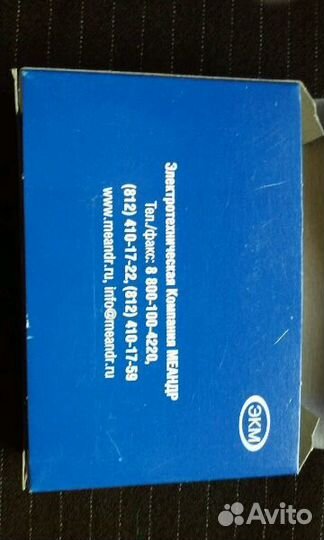 Электротехническая Компания МЕАНДР
Тел./факс: 8 800-100-4220,
(812) 410-17-22, (812) 410-17-59
www.meandr.ru, info@meandr.ru
ЭКМ
Avito